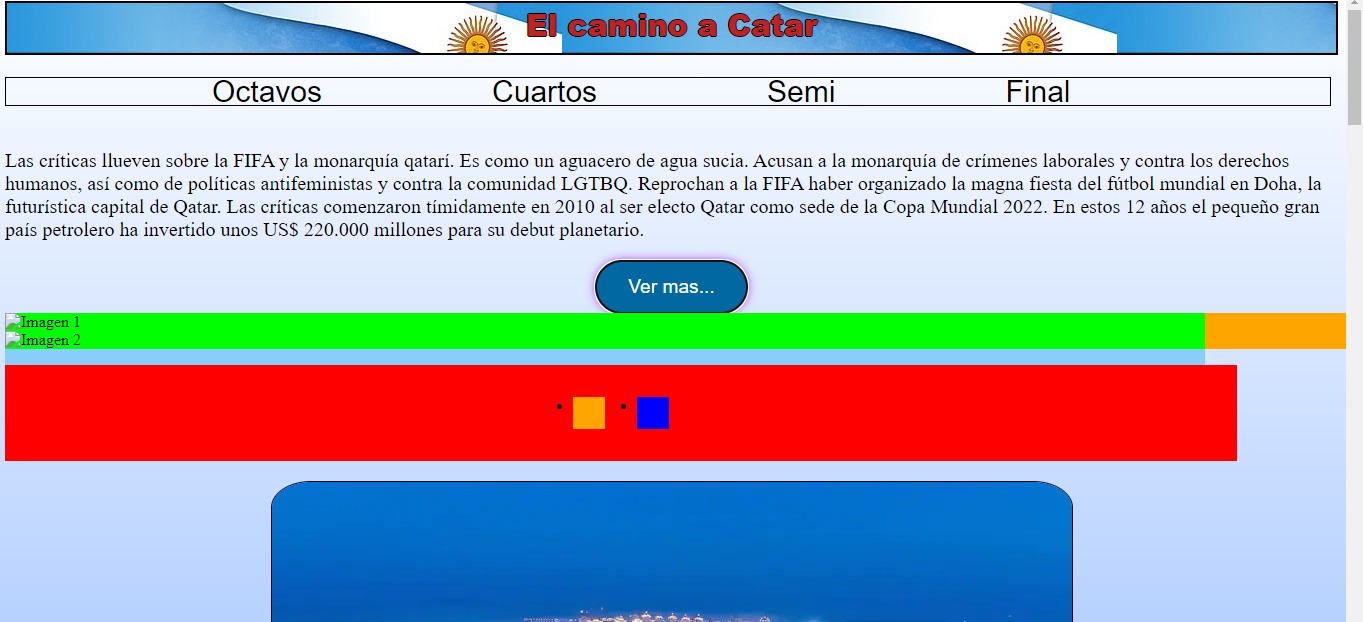 El camino a Catar
Octavos Cuartos Semi Final
Las críticas llueven sobre la FIFA y la monarquía qatarí. Es como un aguacero de agua sucia. Acusan a la monarquía de crímenes laborales y contra los derechos
humanos, así como de políticas antifeministas y contra la comunidad LGTBQ. Reprochan a la FIFA haber organizado la magna fiesta del fútbol mundial en Doha, la
futurística capital de Qatar. Las críticas comenzaron tímidamente en 2010 al ser electo Qatar como sede de la Copa Mundial 2022. En estos 12 años el pequeño gran
país petrolero ha invertido unos US$ 220.000 millones para su debut planetario.
Ver mas...
Imagen 1
Imagen 2